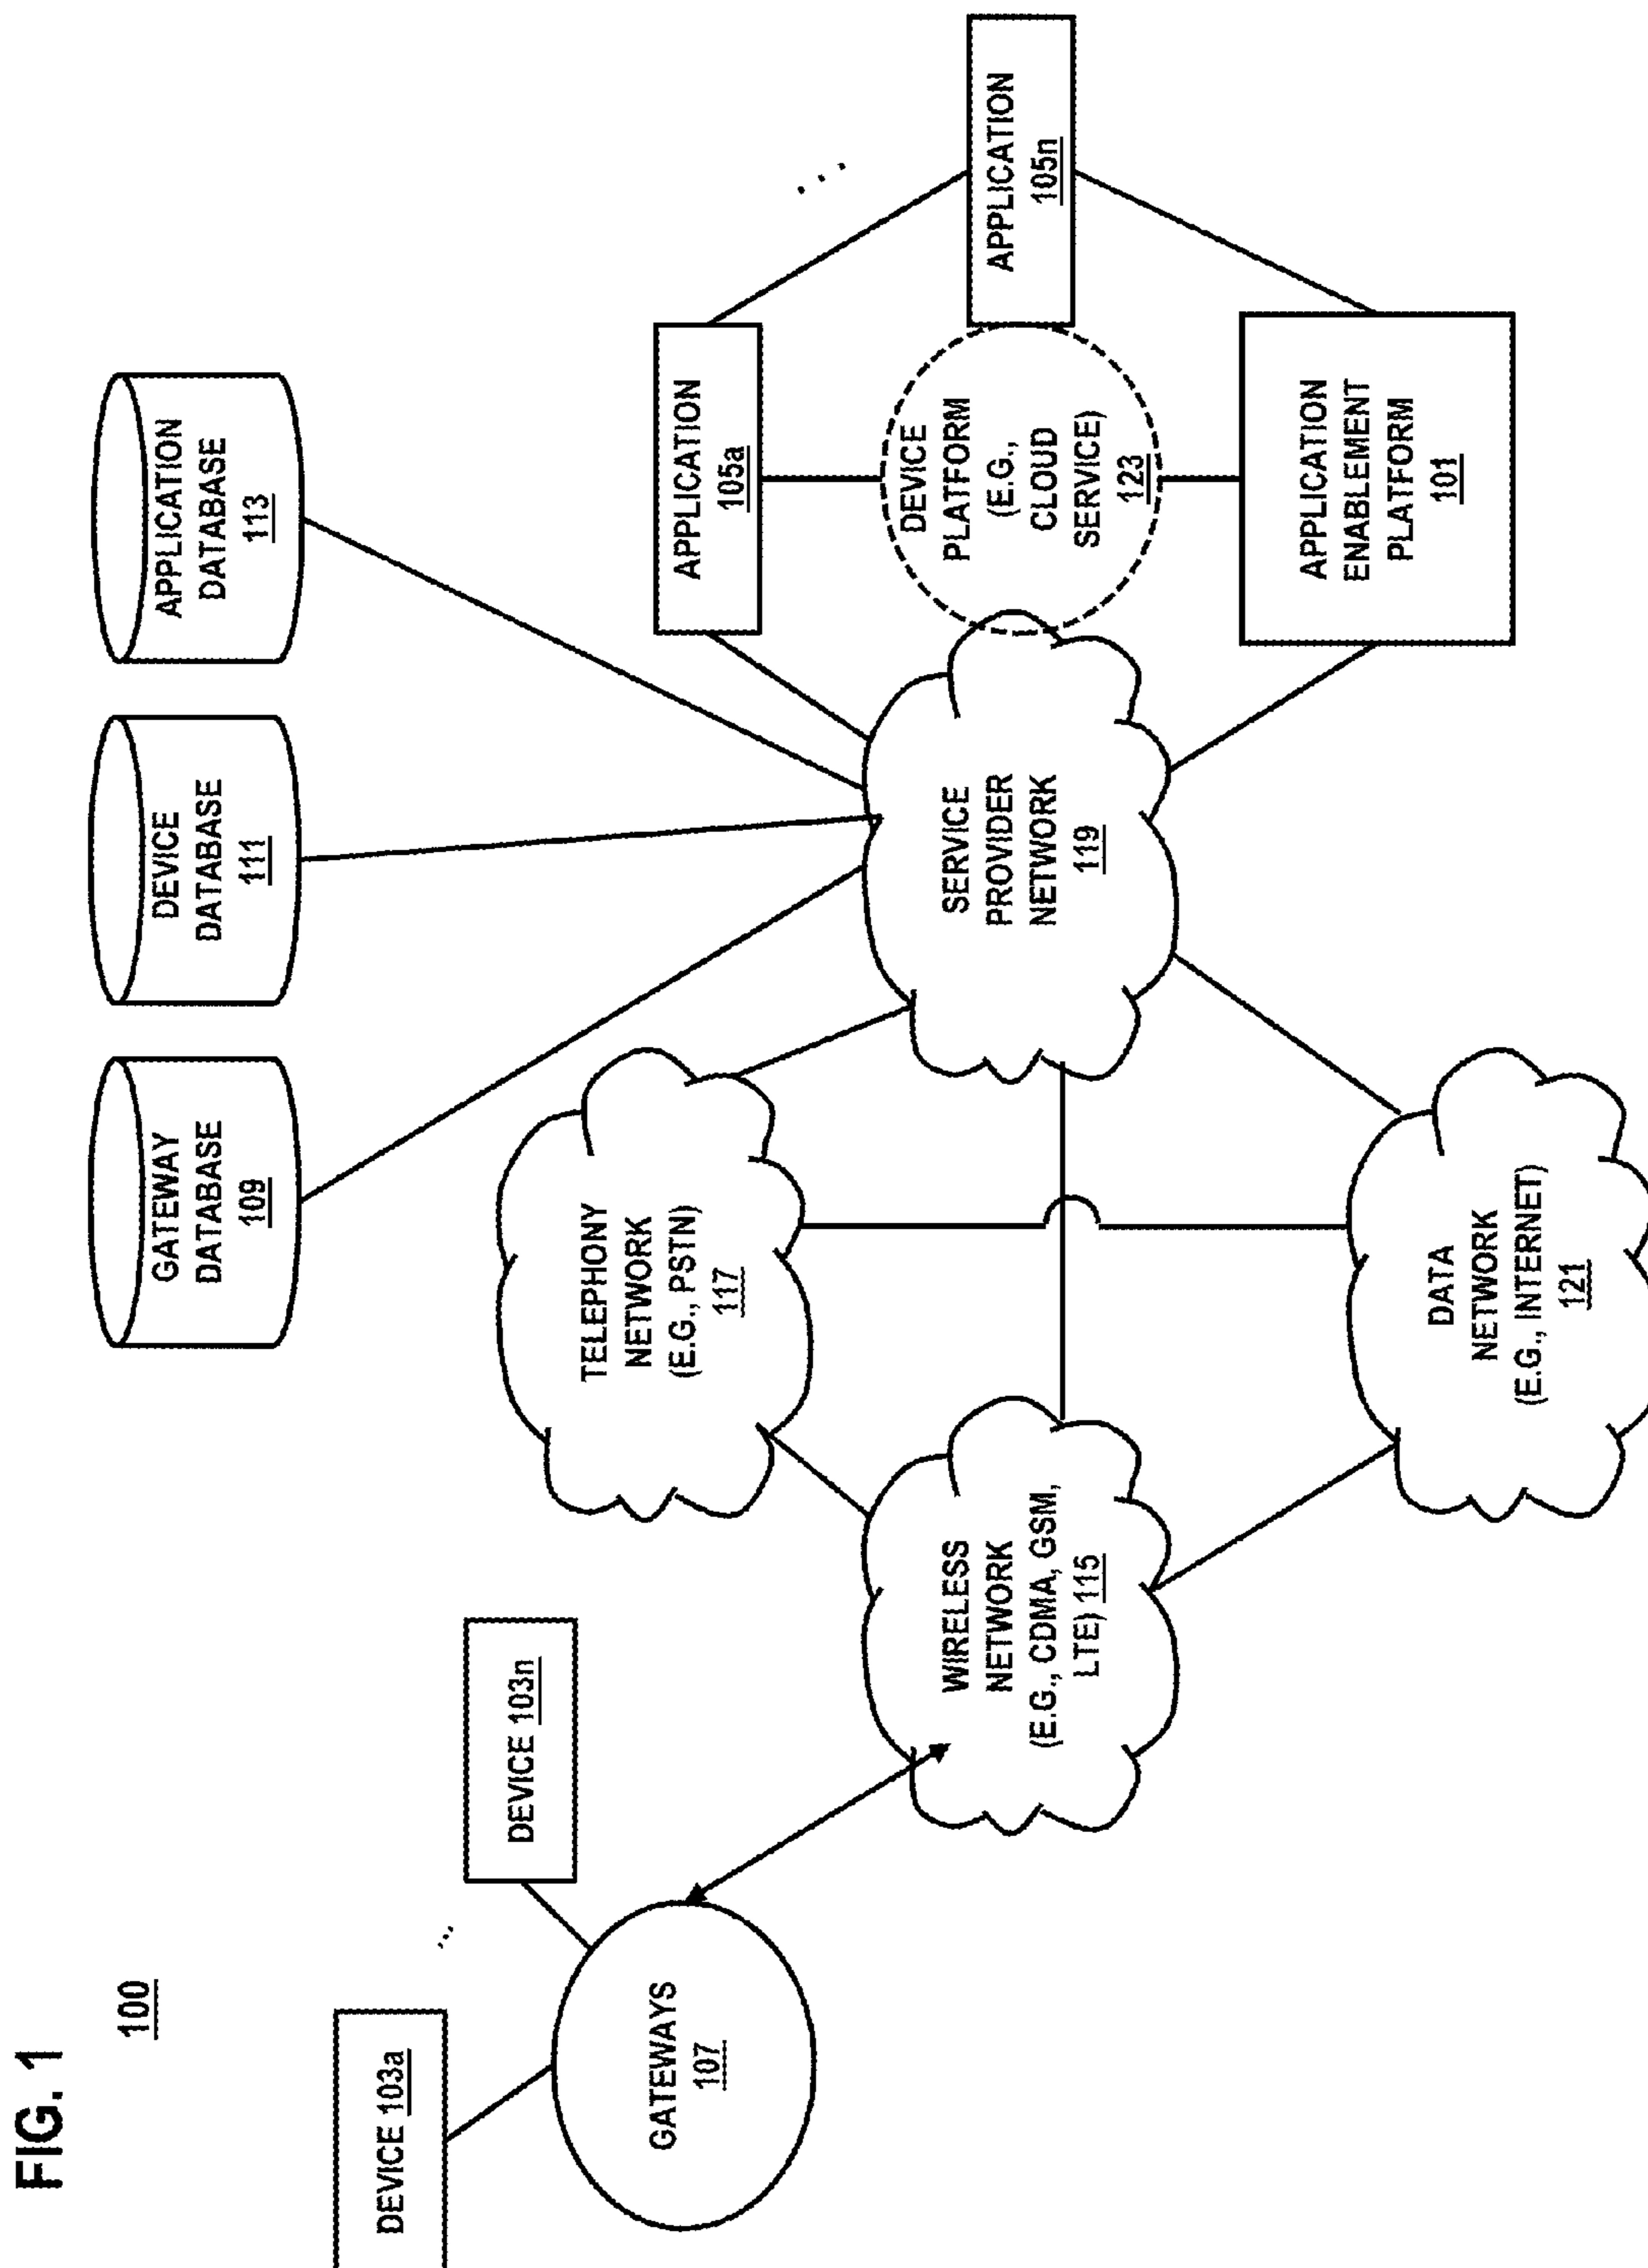 FIG. 1
100
DEVICE 103a
...
DEVICE 103n
GATEWAYS
107
GATEWAY
DATABASE
109
DEVICE
DATABASE
111
APPLICATION
DATABASE
113
TELEPHONY
NETWORK
(E.G., PSTN)
117
WIRELESS
NETWORK
(E.G., CDMA, GSM,
LTE) 115
SERVICE
PROVIDER
NETWORK
119
DATA
NETWORK
(E.G., INTERNET)
121
APPLICATION
105a
...
DEVICE
PLATFORM
(E.G.,
CLOUD
SERVICE)
123
APPLICATION
105n
APPLICATION
ENABLEMENT
PLATFORM
101